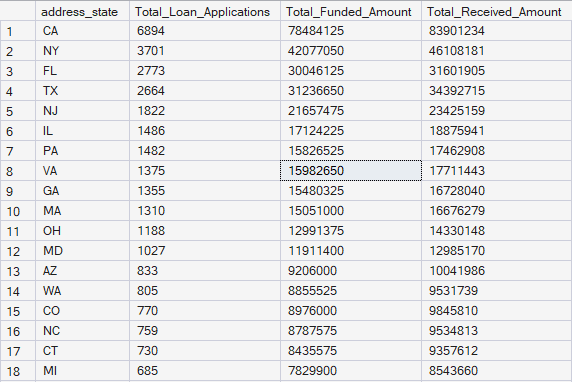 address_state Total_Loan_Applications Total_Funded_Amount Total_Received_Amount
1 CA 6894 78484125 83901234
2 NY 3701 42077050 46108181
3 FL 2773 30046125 31601905
4 TX 2664 31236650 34392715
5 NJ 1822 21657475 23425159
6 IL 1486 17124225 18875941
7 PA 1482 15826525 17462908
8 VA 1375 15982650 17711443
9 GA 1355 15480325 16728040
10 MA 1310 15051000 16676279
11 OH 1188 12991375 14330148
12 MD 1027 11911400 12985170
13 AZ 833 9206000 10041986
14 WA 805 8855525 9531739
15 CO 770 8976000 9845810
16 NC 759 8787575 9534813
17 CT 730 8435575 9357612
18 MI 685 7829900 8543660